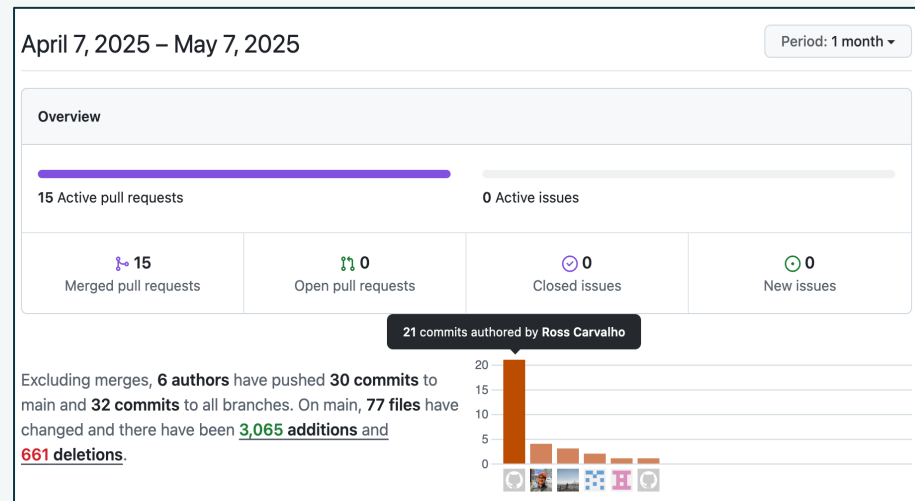 April 7, 2025 – May 7, 2025
Period: 1 month
Overview
15 Active pull requests
0 Active issues
15
Merged pull requests
0
Open pull requests
0
Closed issues
0
New issues
21 commits authored by Ross Carvalho
Excluding merges, 6 authors have pushed 30 commits to
main and 32 commits to all branches. On main, 77 files have
changed and there have been 3,065 additions and
661 deletions.
20
15
10
5
0